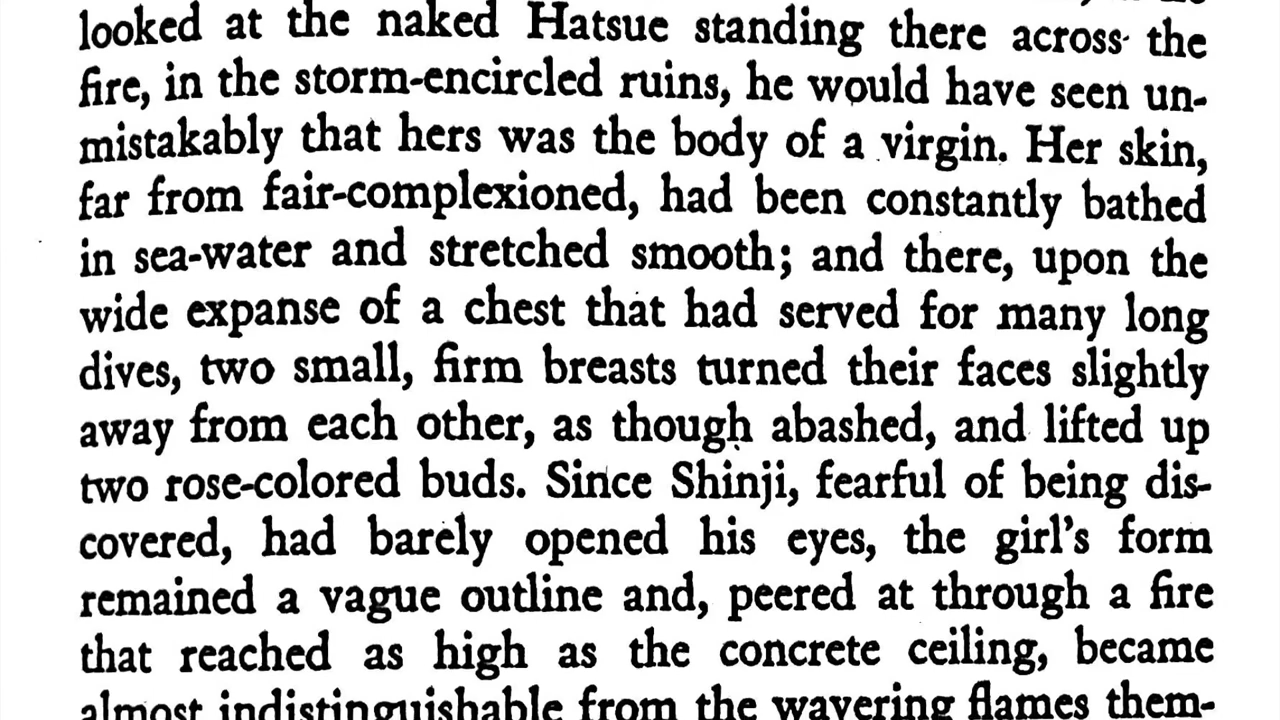 looked at the naked Hatsue standing there across the
fire, in the storm-encircled ruins, he would have seen un-
mistakably that hers was the body of a virgin. Her skin,
far from fair-complexioned, had been constantly bathed
in sea-water and stretched smooth; and there, upon the
wide expanse of a chest that had served for many long
dives, two small, firm breasts turned their faces slightly
away from each other, as though abashed, and lifted up
two rose-colored buds. Since Shinji, fearful of being dis-
covered, had barely opened his eyes, the girl's form
remained a vague outline and, peered at through a fire
that reached as high as the concrete ceiling, became
almost indistinguishable from the wavering flames them-